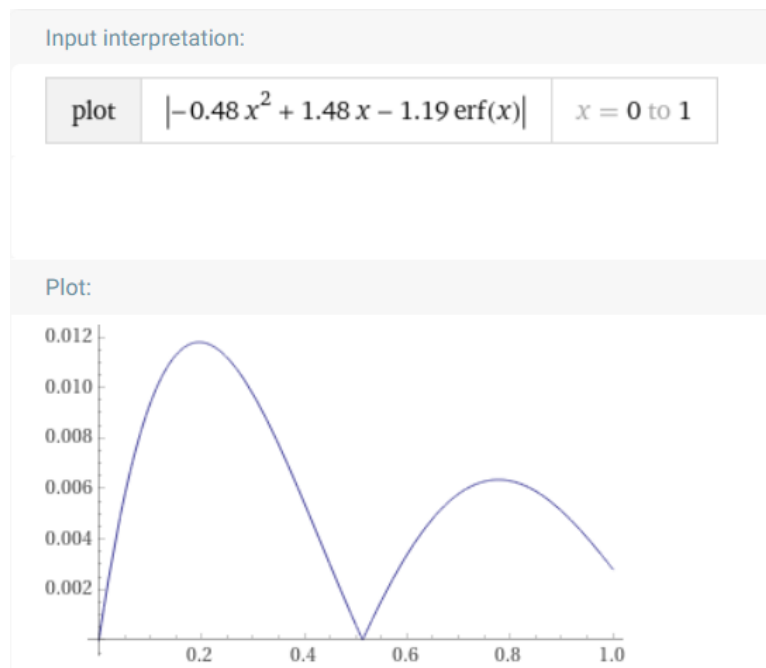 Input interpretation:
plot |−0.48 x² + 1.48 x − 1.19 erf(x)| x = 0 to 1
Plot:
0.012
0.010
0.008
0.006
0.004
0.002
0.2 0.4 0.6 0.8 1.0